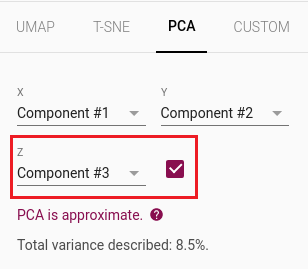 UMAP T-SNE PCA CUSTOM
X Y
Component #1 Component #2
Z
Component #3
PCA is approximate. ?
Total variance described: 8.5%.